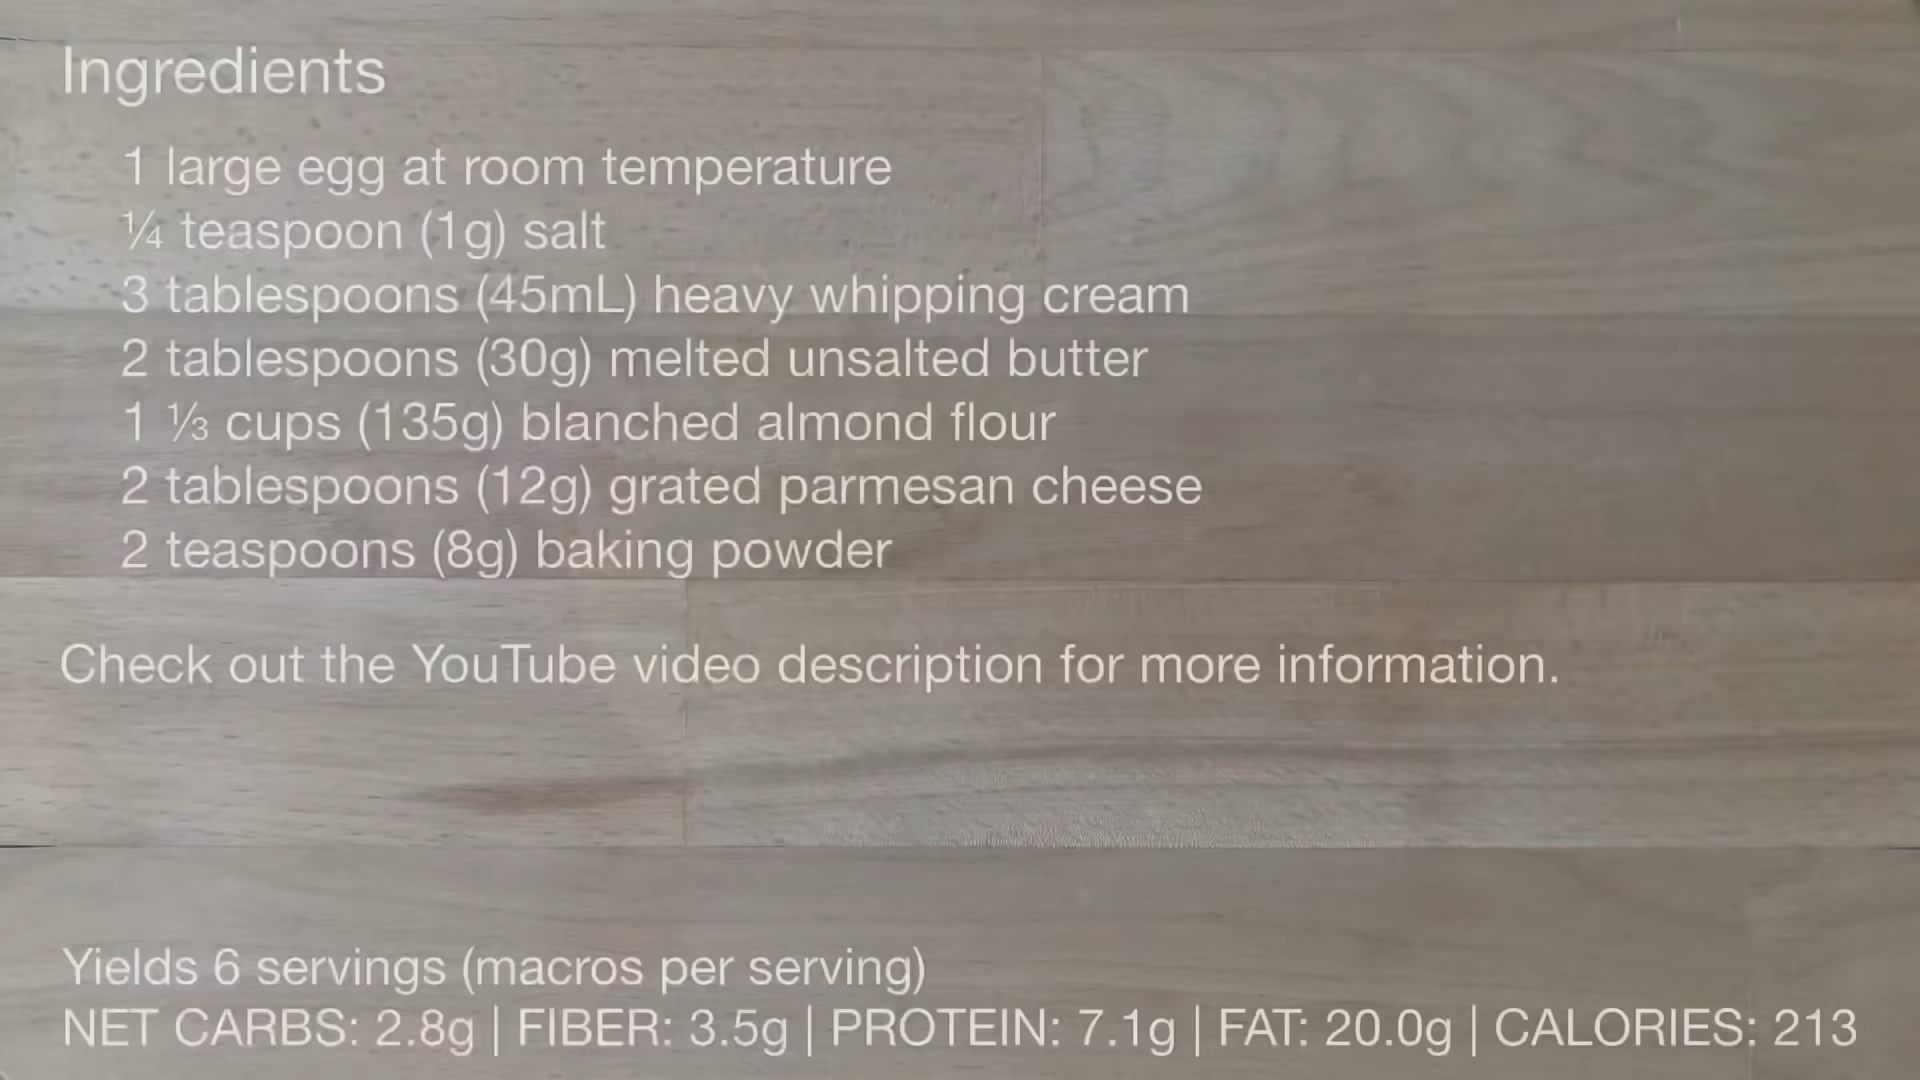 Ingredients
1 large egg at room temperature
¼ teaspoon (1g) salt
3 tablespoons (45mL) heavy whipping cream
2 tablespoons (30g) melted unsalted butter
1 ⅓ cups (135g) blanched almond flour
2 tablespoons (12g) grated parmesan cheese
2 teaspoons (8g) baking powder
Check out the YouTube video description for more information.
Yields 6 servings (macros per serving)
NET CARBS: 2.8g | FIBER: 3.5g | PROTEIN: 7.1g | FAT: 20.0g | CALORIES: 213